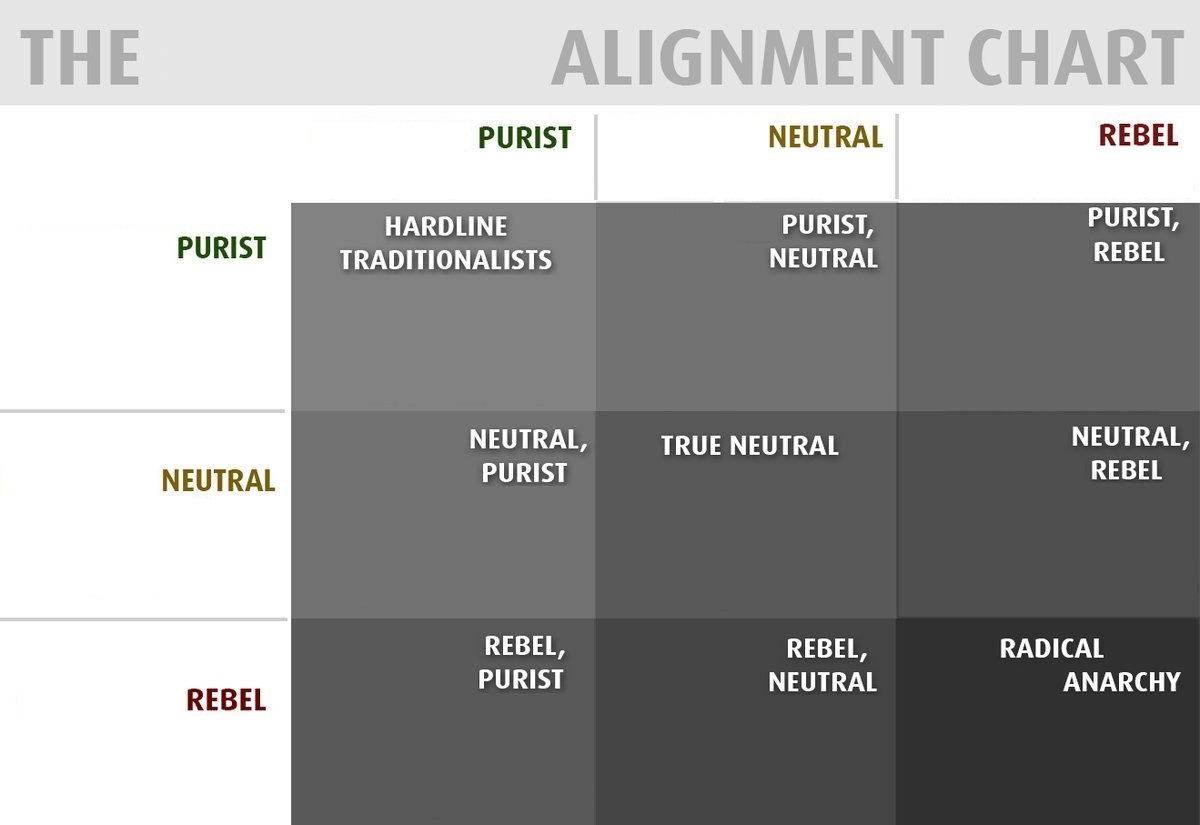 THE ALIGNMENT CHART
PURIST NEUTRAL REBEL
PURIST
HARDLINE
TRADITIONALISTS
PURIST,
NEUTRAL
PURIST,
REBEL
NEUTRAL
NEUTRAL,
PURIST
TRUE NEUTRAL
NEUTRAL,
REBEL
REBEL
REBEL,
PURIST
REBEL,
NEUTRAL
RADICAL
ANARCHY